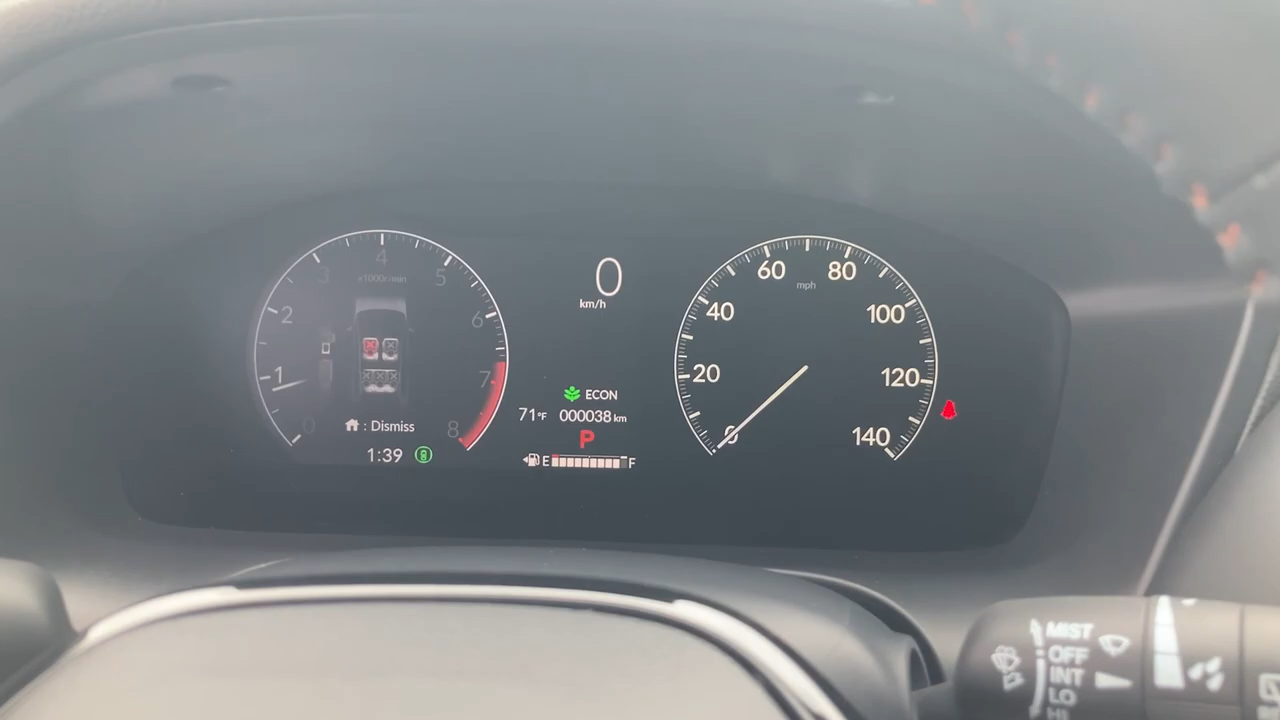 0
km/h
0 1 2 3 4 5 6 7 8
x1000r/min
: Dismiss
1:39
ECON
71°F 000038 km
P
E F
0 20 40 60 80 100 120 140
mph
MIST
OFF
INT
LO
HI